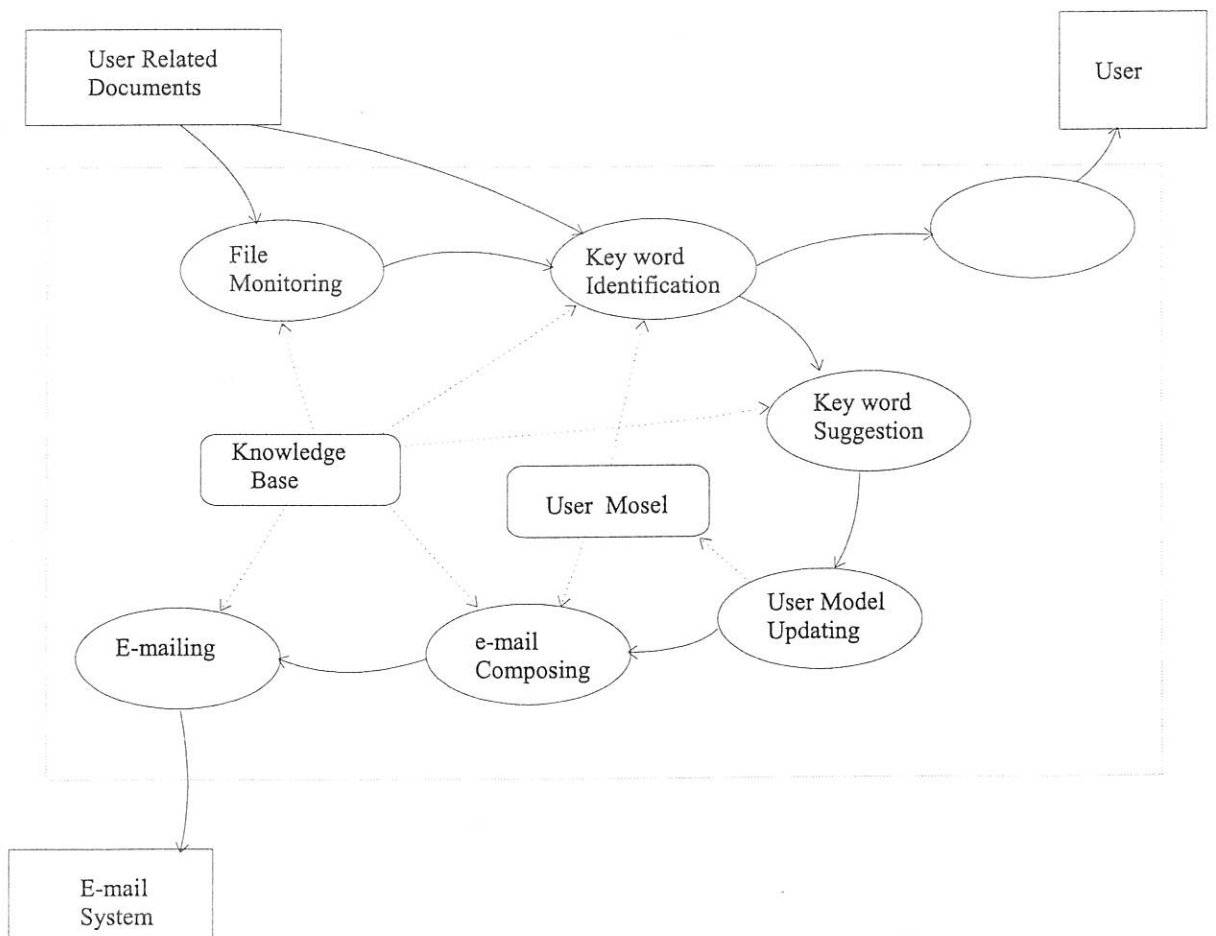 User Related
Documents
User
File
Monitoring
Key word
Identification
Key word
Suggestion
Knowledge
Base
User Mosel
User Model
Updating
E-mailing
e-mail
Composing
E-mail
System